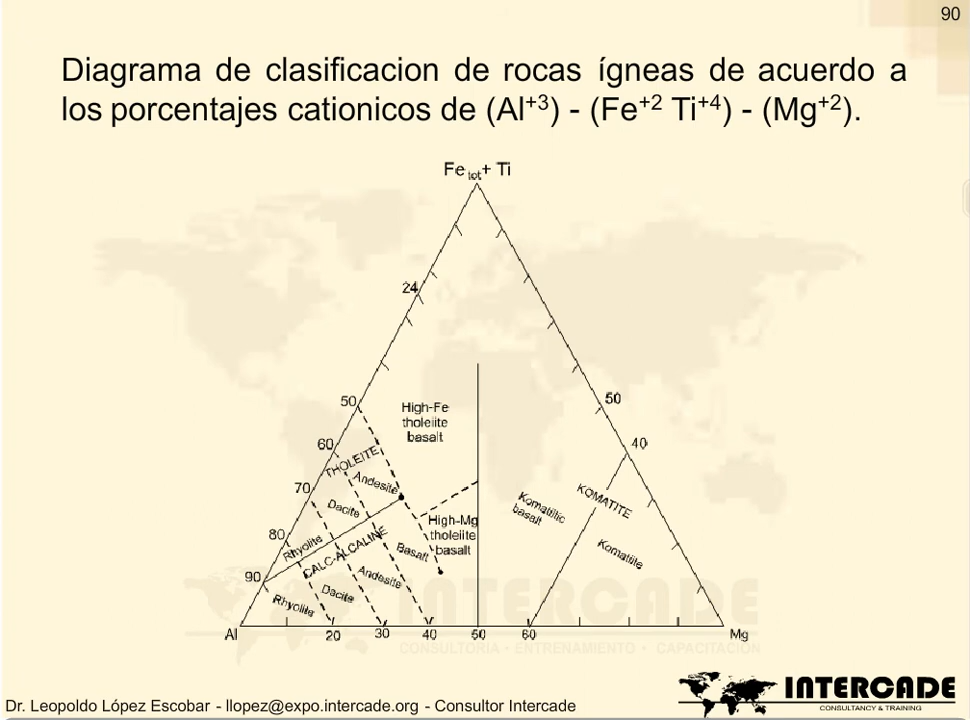 90
Diagrama de clasificacion de rocas ígneas de acuerdo a
los porcentajes cationicos de (Al+3) - (Fe+2 Ti+4) - (Mg+2).
Fe tot + Ti
24
50
50
High-Fe
tholeiite
basalt
60
40
THOLEITE
Andesite
70
KOMATITE
Komatiitic
basalt
Dacite
High-Mg
tholeiite
basalt
80
Rhyolite
CALC-ALCALINE
Basalt
Komatiite
90
Andesite
Dacite
Rhyolite
Al
20
30
40
50
60
Mg
INTERCADE
CONSULTORIA • ENTRENAMIENTO • CAPACITACIÓN
Dr. Leopoldo López Escobar - llopez@expo.intercade.org - Consultor Intercade
INTERCADE
CONSULTANCY & TRAINING